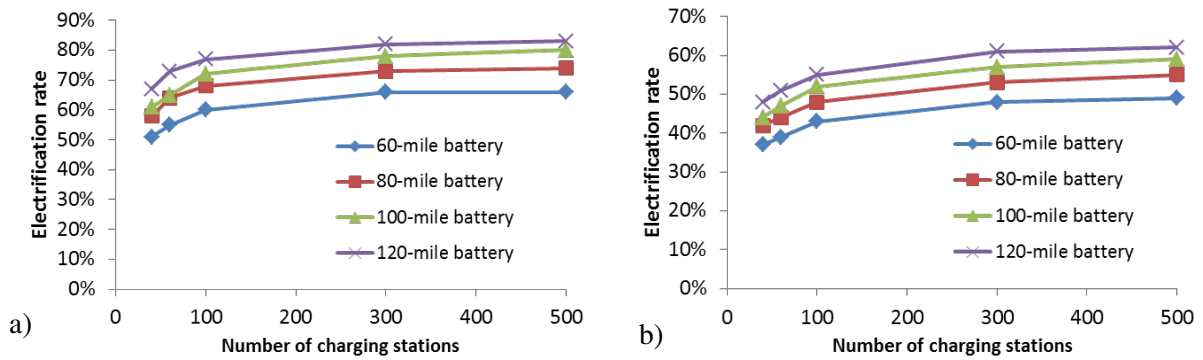 90%
80%
70%
60%
50%
40%
30%
20%
10%
0%
Electrification rate
60-mile battery
80-mile battery
100-mile battery
120-mile battery
0 100 200 300 400 500
Number of charging stations
a)
70%
60%
50%
40%
30%
20%
10%
0%
Electrification rate
60-mile battery
80-mile battery
100-mile battery
120-mile battery
0 100 200 300 400 500
Number of charging stations
b)